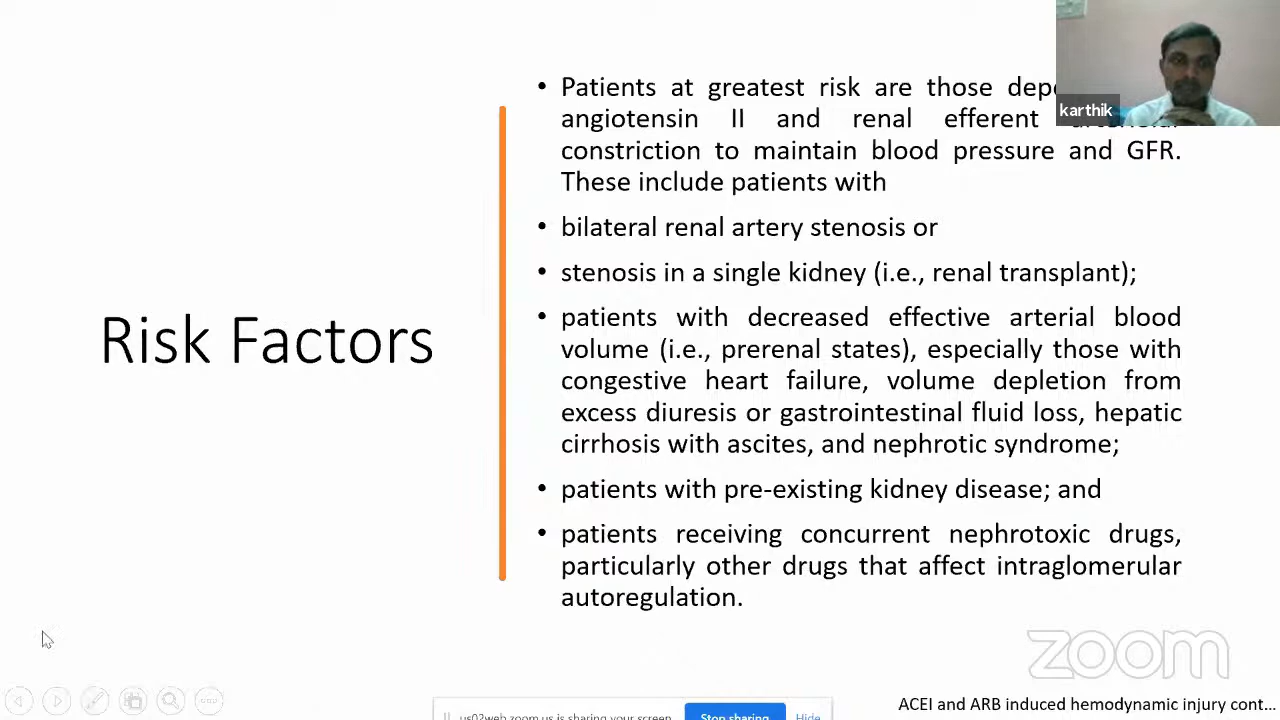 Risk Factors
• Patients at greatest risk are those
angiotensin II and renal efferent
constriction to maintain blood pressure and GFR.
These include patients with
• bilateral renal artery stenosis or
• stenosis in a single kidney (i.e., renal transplant);
• patients with decreased effective arterial blood
volume (i.e., prerenal states), especially those with
congestive heart failure, volume depletion from
excess diuresis or gastrointestinal fluid loss, hepatic
cirrhosis with ascites, and nephrotic syndrome;
• patients with pre-existing kidney disease; and
• patients receiving concurrent nephrotoxic drugs,
particularly other drugs that affect intraglomerular
autoregulation.
karthik
zoom
ACEI and ARB induced hemodynamic injury cont...
us02web.zoom.us is sharing your screen.
Stop sharing
Hide